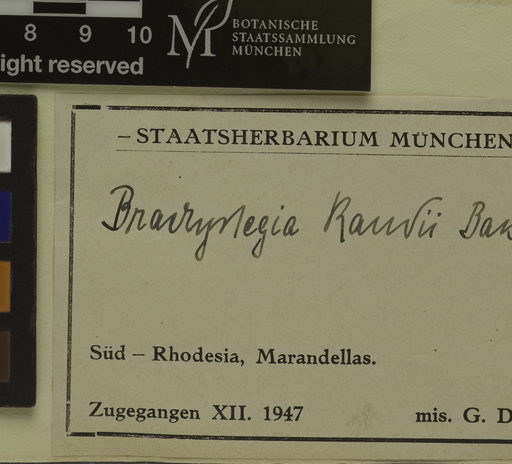 8 9 10
ight reserved
M
BOTANISCHE
STAATSSAMMLUNG
MÜNCHEN
– STAATSHERBARIUM MÜNCHEN
Brachystegia Randii Bak
Süd – Rhodesia, Marandellas.
Zugegangen XII. 1947 mis. G. D